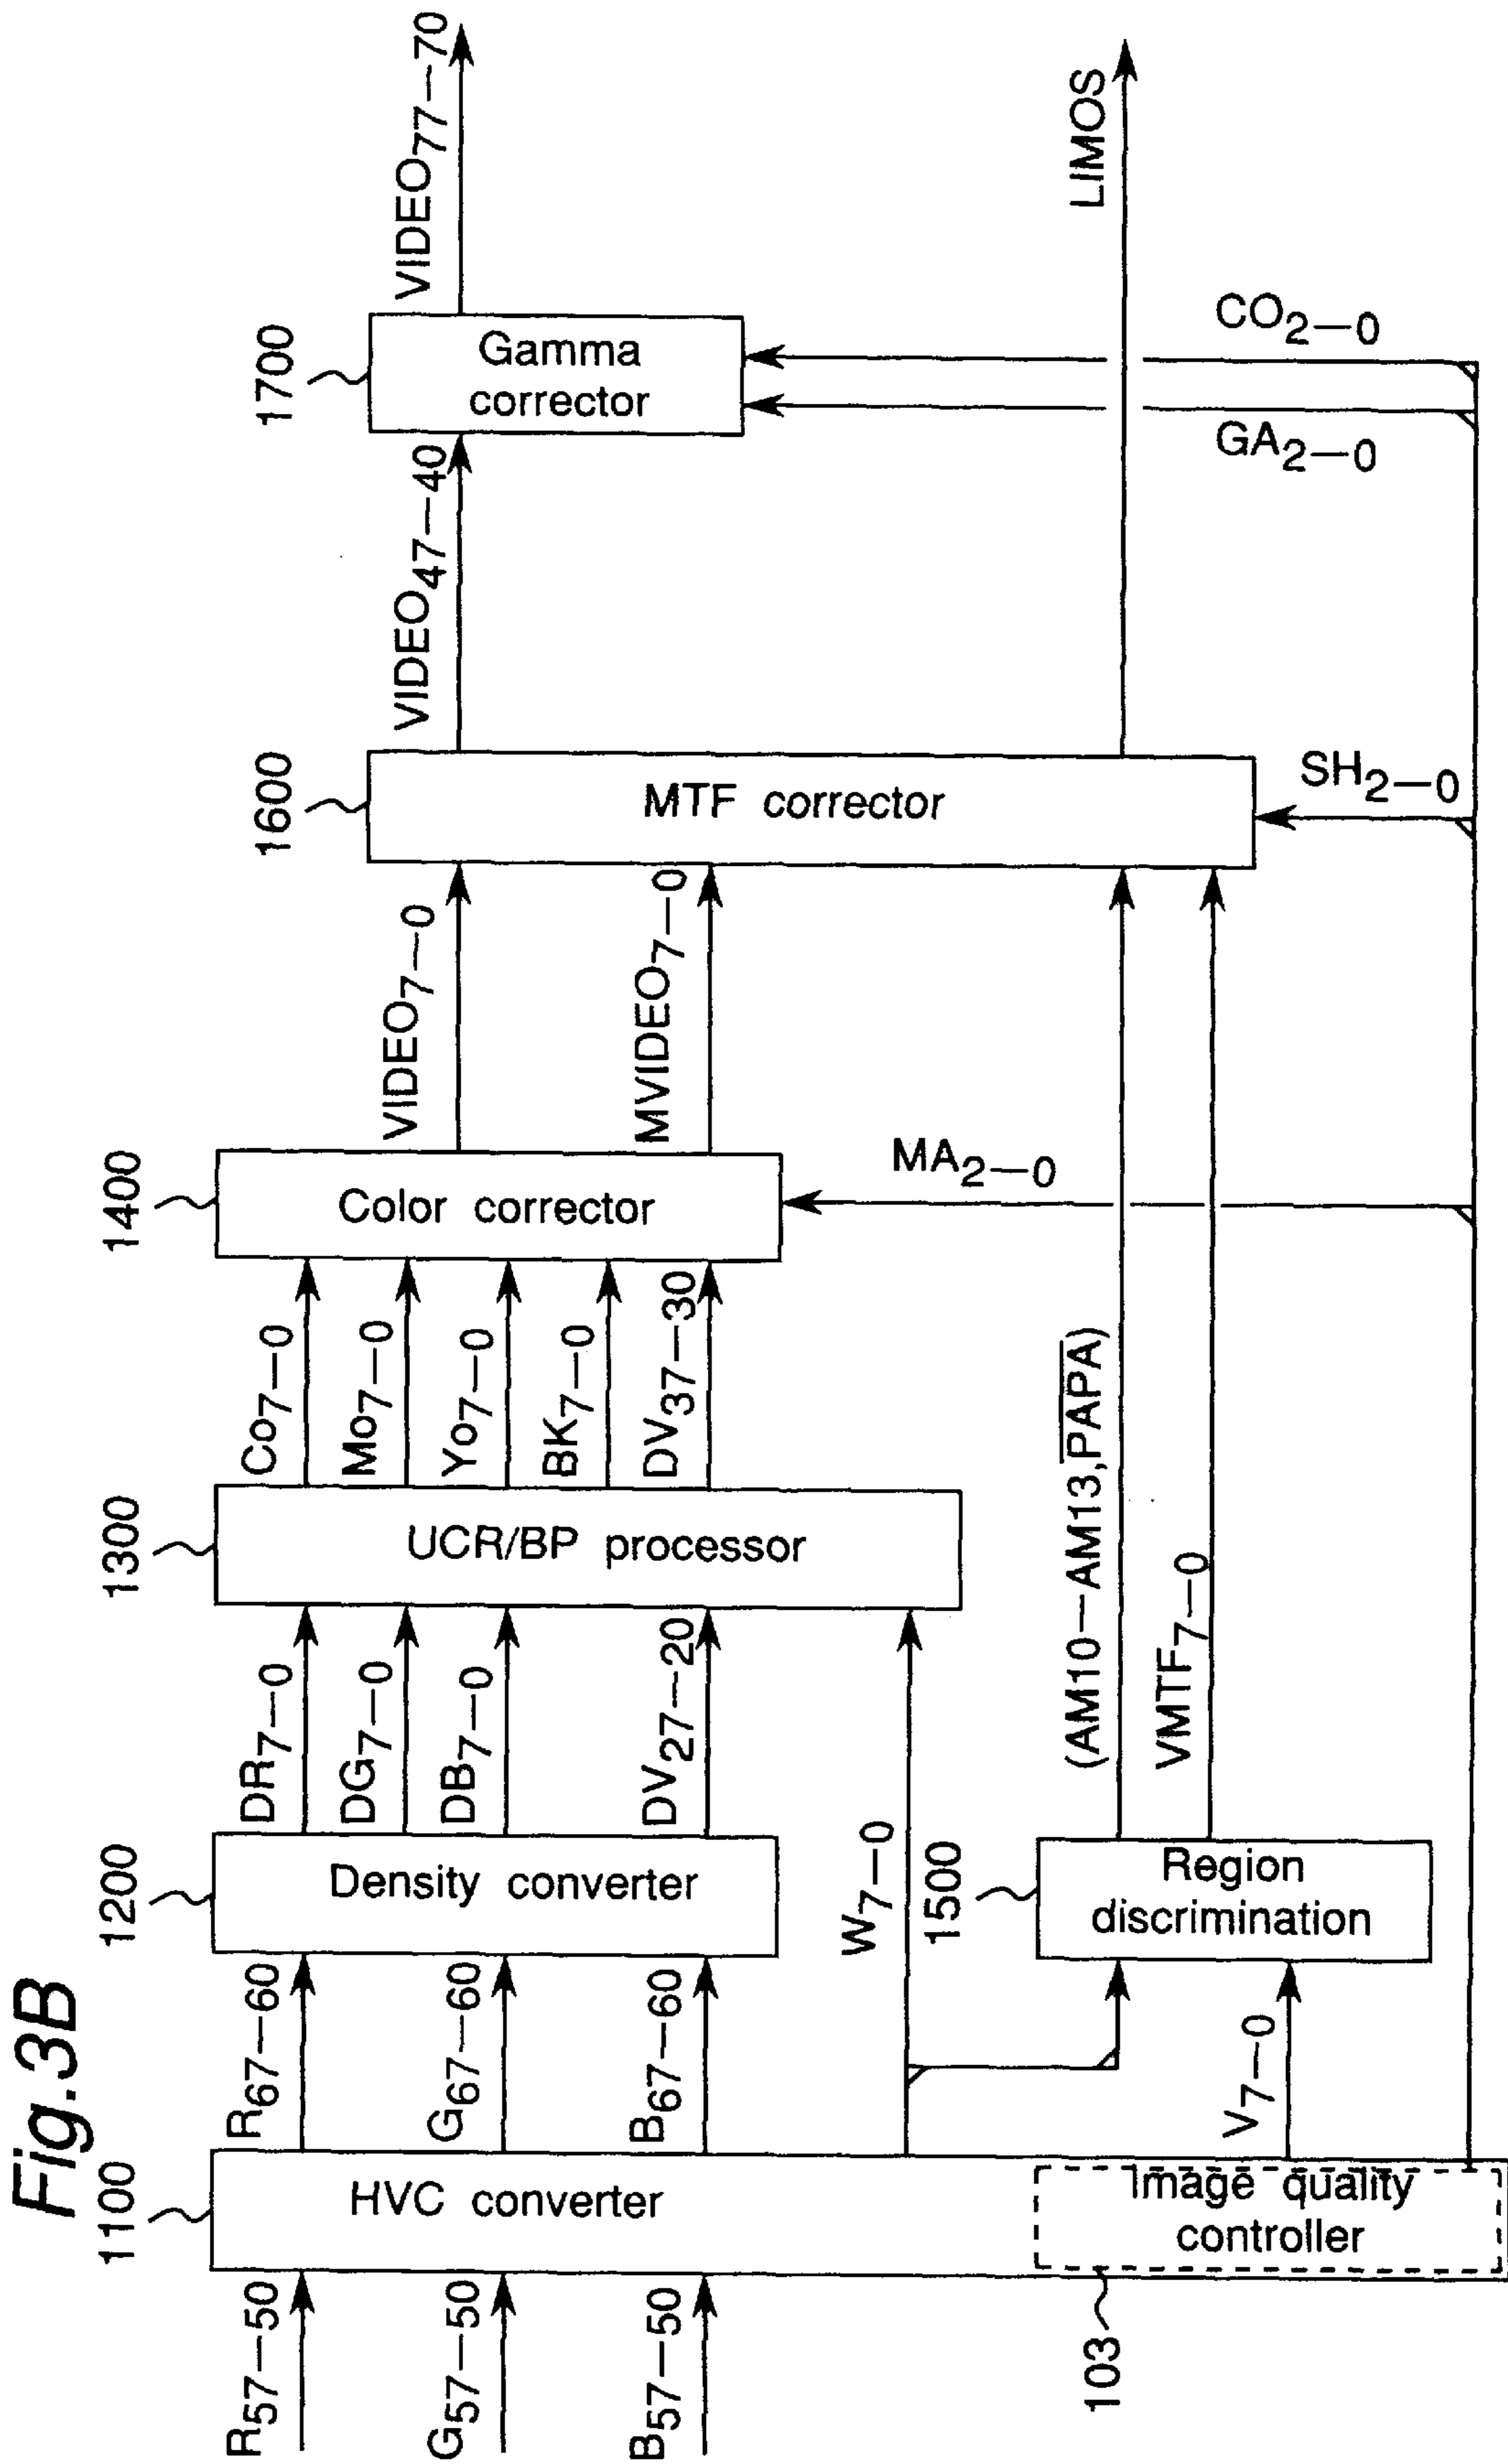 Fig.3B
R57—50
G57—50
B57—50
1100
HVC converter
103
Image quality
controller
R67—60
G67—60
B67—60
W7—0
V7—0
1200
Density converter
1500
Region
discrimination
DR7—0
DG7—0
DB7—0
DV27—20
(AM10—AM13,PAPA)
VMTF7—0
1300
UCR/BP processor
Co7—0
Mo7—0
Yo7—0
BK7—0
DV37—30
1400
Color corrector
MA2—0
VIDEO7—0
MVIDEO7—0
1600
MTF corrector
SH2—0
VIDEO47—40
1700
Gamma
corrector
GA2—0
CO2—0
VIDEO77—70
LIMOS